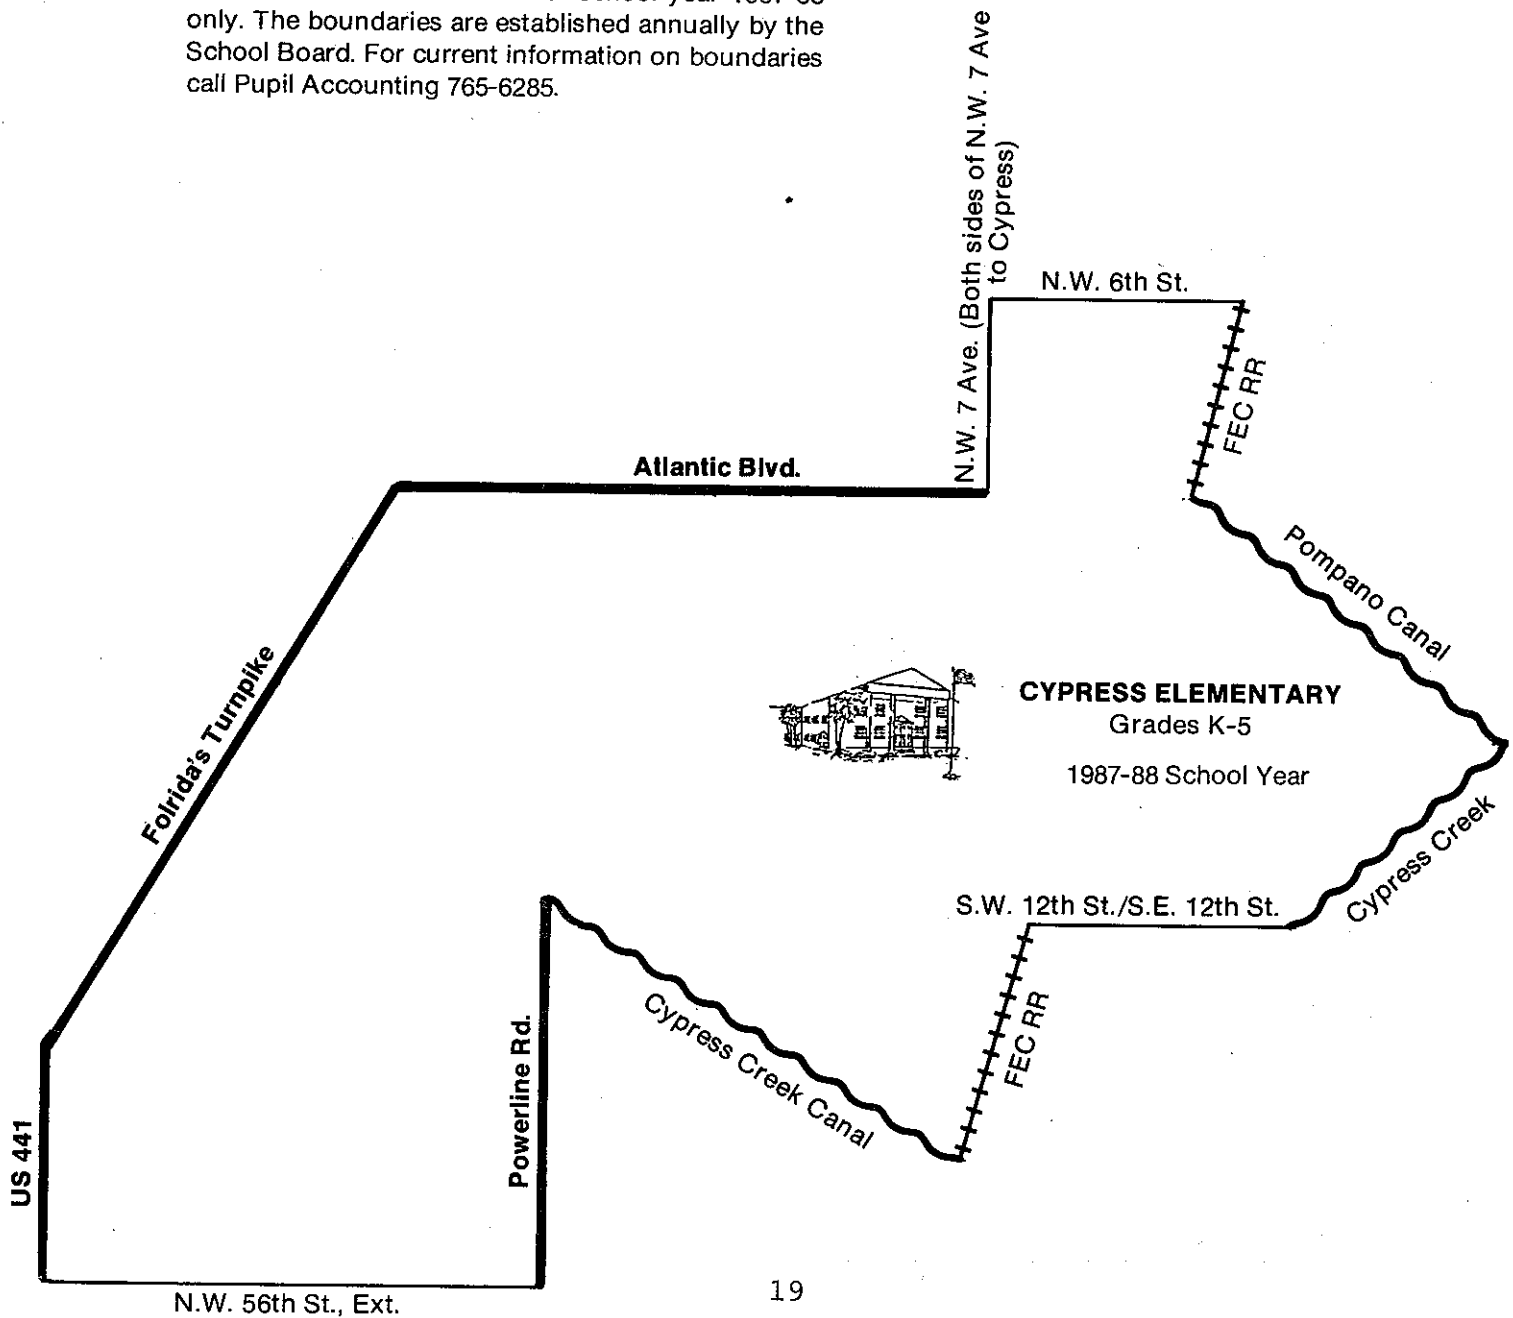 only. The boundaries are established annually by the
School Board. For current information on boundaries
call Pupil Accounting 765-6285.
N.W. 7 Ave. (Both sides of N.W. 7 Ave
to Cypress)
N.W. 6th St.
FEC RR
Atlantic Blvd.
Pompano Canal
Folrida's Turnpike
CYPRESS ELEMENTARY
Grades K-5
1987-88 School Year
Cypress Creek
S.W. 12th St./S.E. 12th St.
FEC RR
Cypress Creek Canal
Powerline Rd.
US 441
N.W. 56th St., Ext.
19